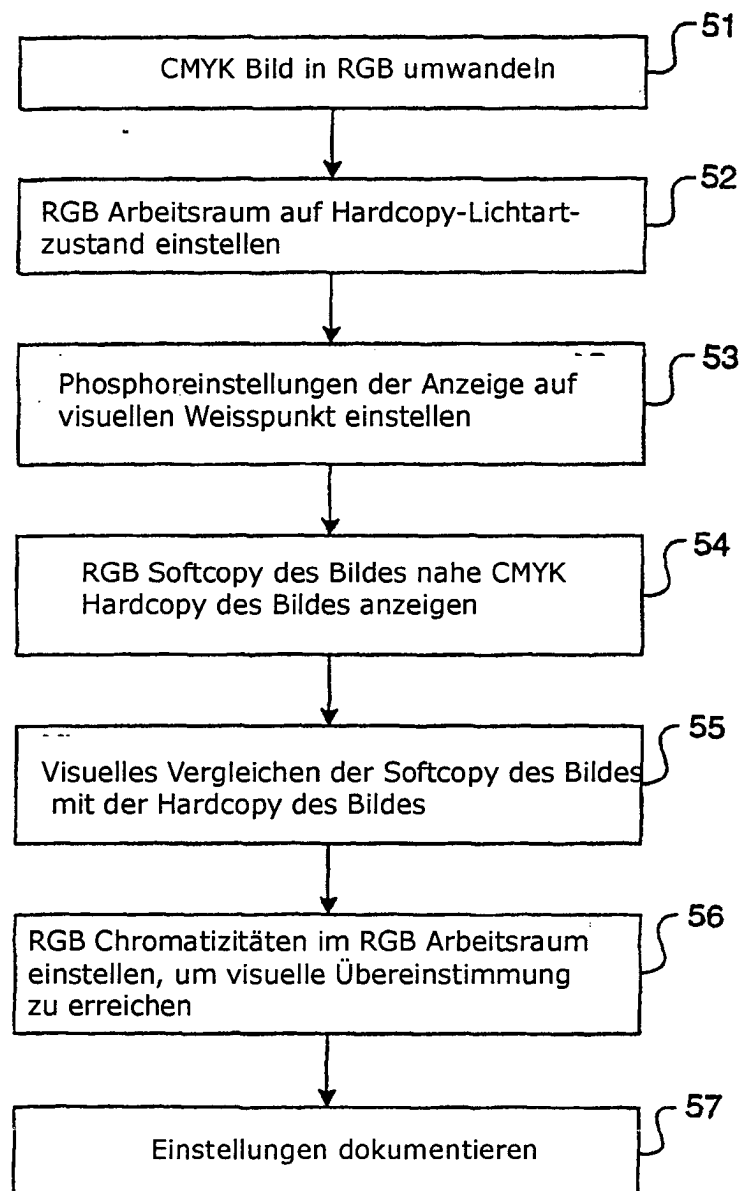 51
CMYK Bild in RGB umwandeln
52
RGB Arbeitsraum auf Hardcopy-Lichtart-
zustand einstellen
53
Phosphoreinstellungen der Anzeige auf
visuellen Weisspunkt einstellen
54
RGB Softcopy des Bildes nahe CMYK
Hardcopy des Bildes anzeigen
55
Visuelles Vergleichen der Softcopy des Bildes
mit der Hardcopy des Bildes
56
RGB Chromatizitäten im RGB Arbeitsraum
einstellen, um visuelle Übereinstimmung
zu erreichen
57
Einstellungen dokumentieren